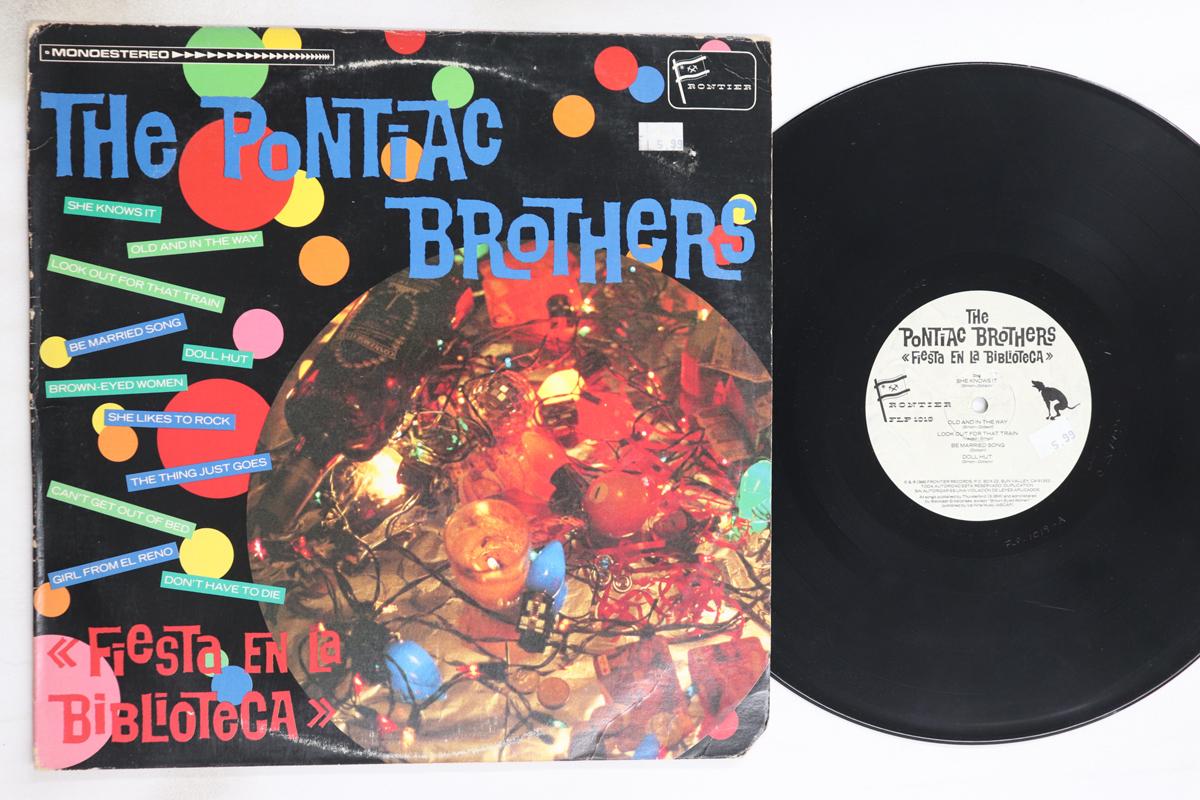 MONOESTEREO
FRONTIER
THE PONTIAC
BROTHERS
5.99
SHE KNOWS IT
OLD AND IN THE WAY
LOOK OUT FOR THAT TRAIN
BE MARRIED SONG
DOLL HUT
BROWN-EYED WOMEN
SHE LIKES TO ROCK
THE THING JUST GOES
CAN'T GET OUT OF BED
GIRL FROM EL RENO
DON'T HAVE TO DIE
« FIESTA EN LA
BIBLIOTECA »
THE
PONTIAC BROTHERS
« FIESTA EN LA BIBLIOTECA »
SHE KNOWS IT
FRONTIER
FLP 1019
OLD AND IN THE WAY
LOOK OUT FOR THAT TRAIN
BE MARRIED SONG
DOLL HUT
5.99